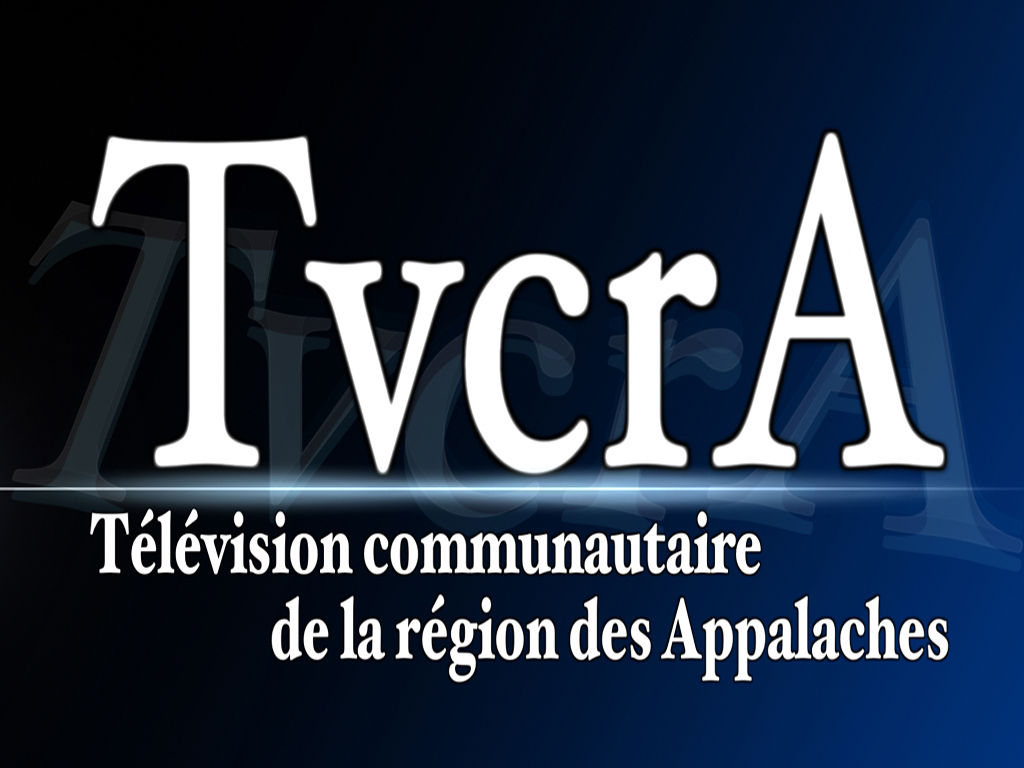 TvcrA
Télévision communautaire
de la région des Appalaches